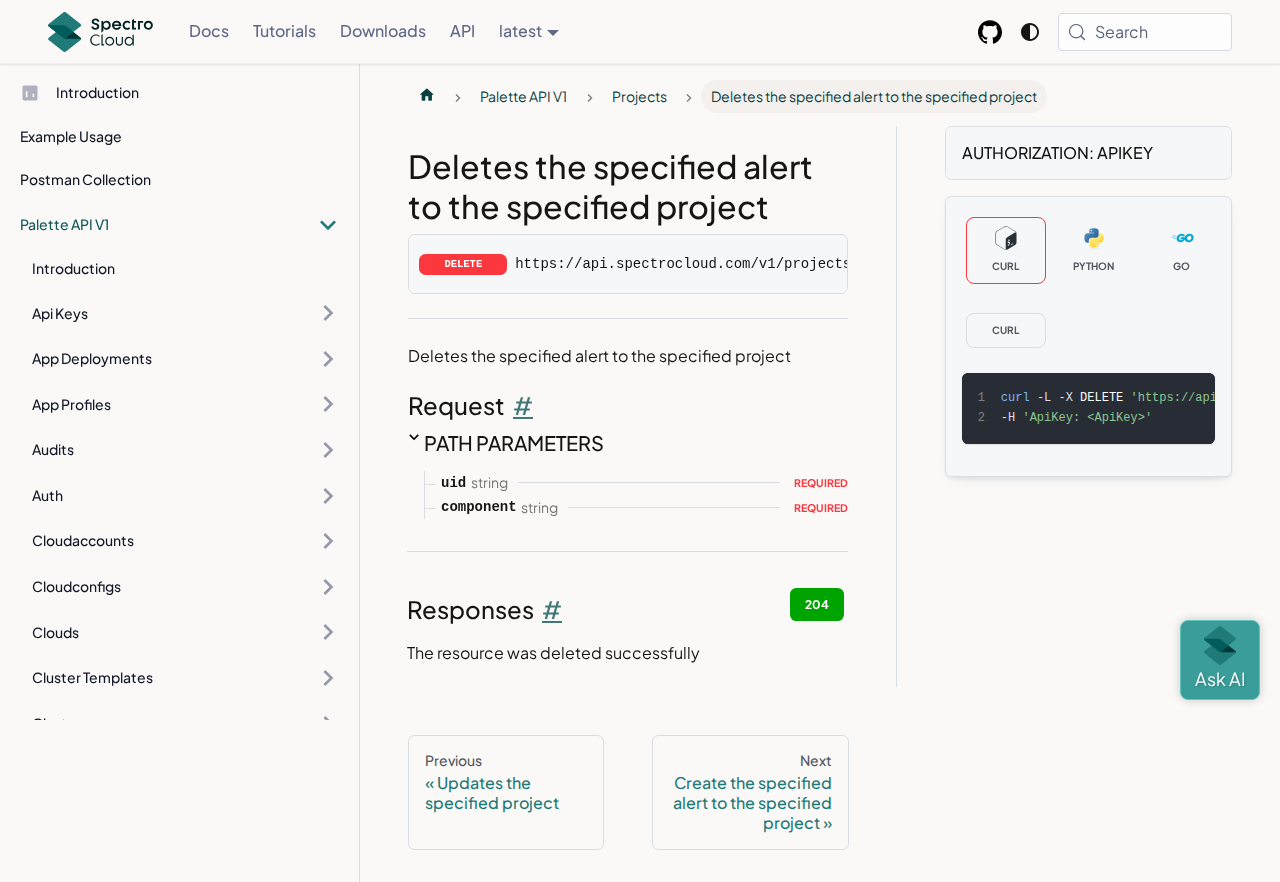 Spectro
Cloud
Docs
Tutorials
Downloads
API
latest
Search
Introduction
Example Usage
Postman Collection
Palette API V1
Introduction
Api Keys
App Deployments
App Profiles
Audits
Auth
Cloudaccounts
Cloudconfigs
Clouds
Cluster Templates
Palette API V1
Projects
Deletes the specified alert to the specified project
Deletes the specified alert
to the specified project
DELETE https://api.spectrocloud.com/v1/projects
Deletes the specified alert to the specified project
Request #
PATH PARAMETERS
uid string REQUIRED
component string REQUIRED
Responses #
204
The resource was deleted successfully
Previous
« Updates the
specified project
Next
Create the specified
alert to the specified
project »
AUTHORIZATION: APIKEY
CURL
PYTHON
GO
GO
CURL
1 curl -L -X DELETE 'https://api
2 -H 'ApiKey: <ApiKey>'
Ask AI